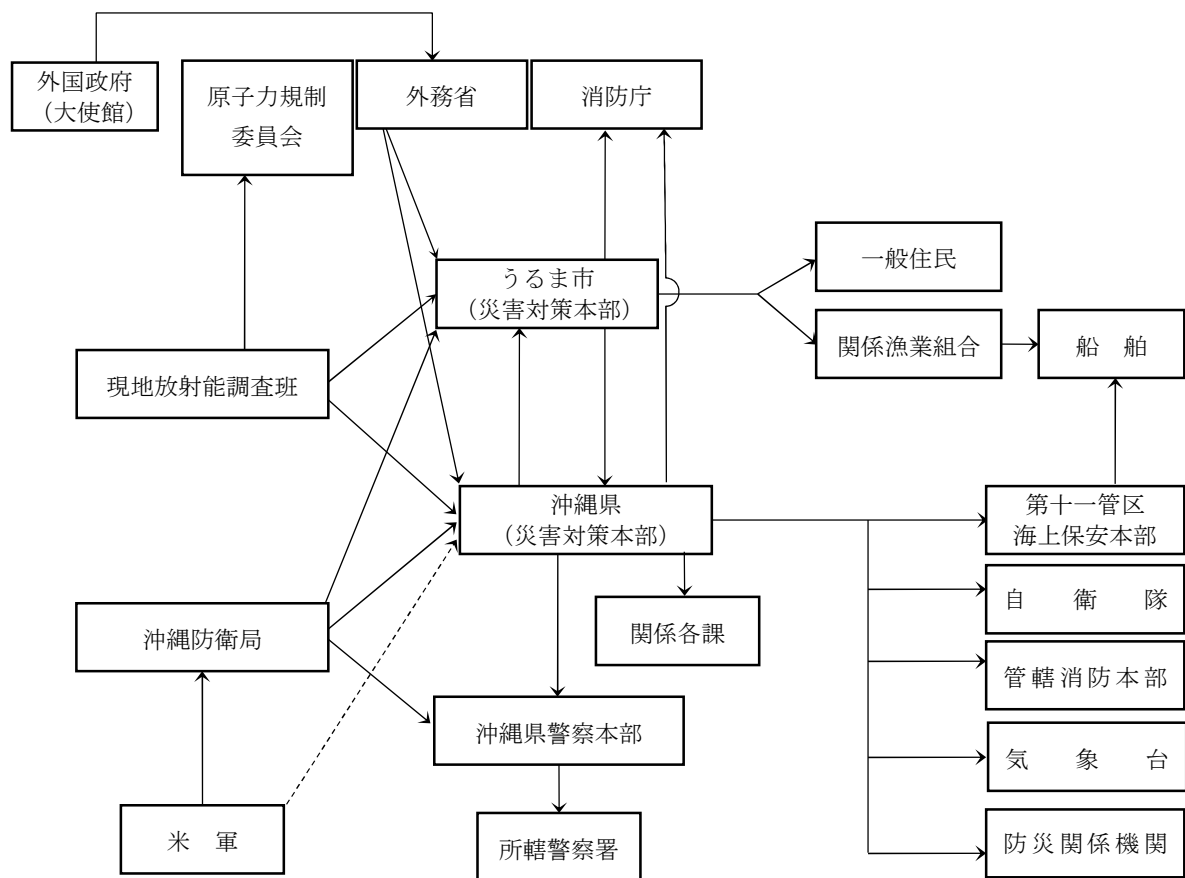 外国政府
（大使館）
原子力規制
委員会
外務省
消防庁
うるま市
（災害対策本部）
一般住民
関係漁業組合
船　舶
現地放射能調査班
沖縄県
（災害対策本部）
第十一管区
海上保安本部
自　衛　隊
関係各課
沖縄防衛局
管轄消防本部
沖縄県警察本部
気　象　台
米　軍
所轄警察署
防災関係機関